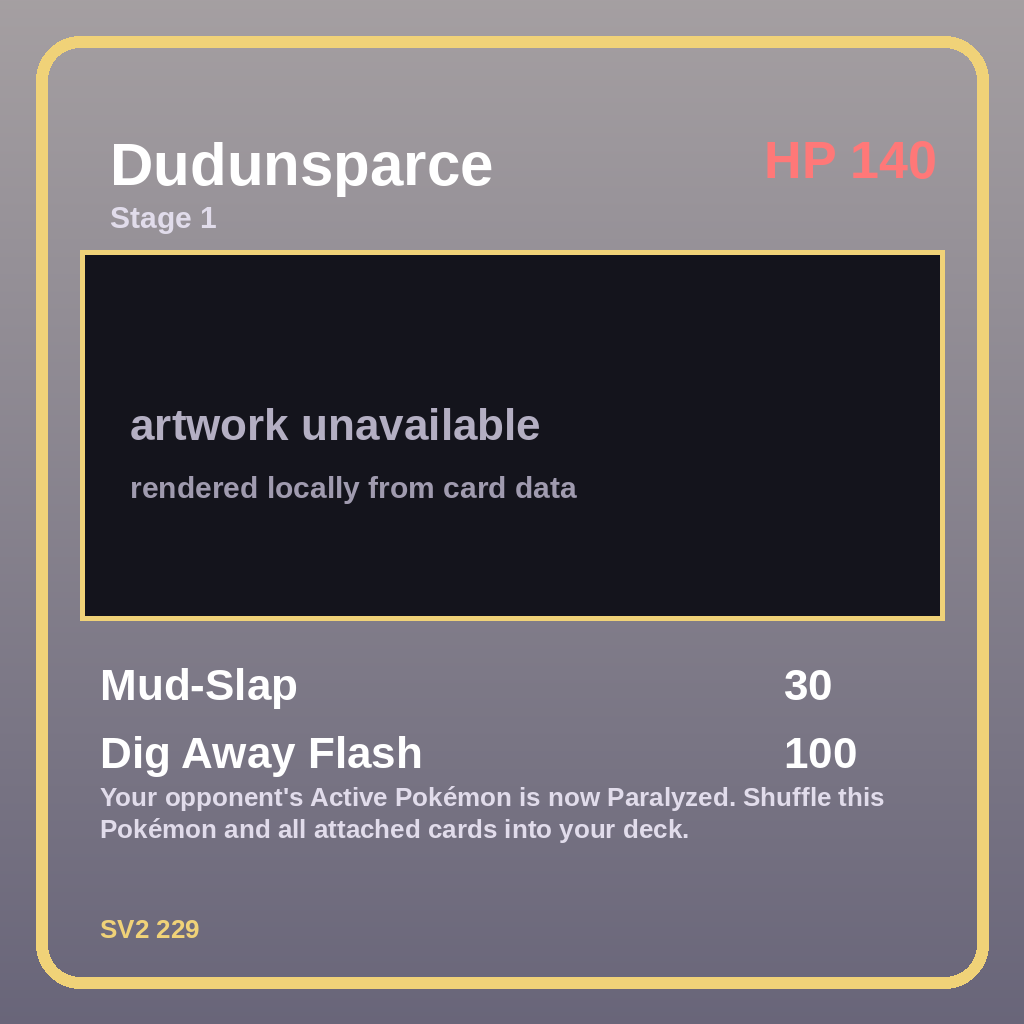 Dudunsparce
HP 140
Stage 1
artwork unavailable
rendered locally from card data
Mud-Slap 30
Dig Away Flash 100
Your opponent's Active Pokémon is now Paralyzed. Shuffle this
Pokémon and all attached cards into your deck.
SV2 229